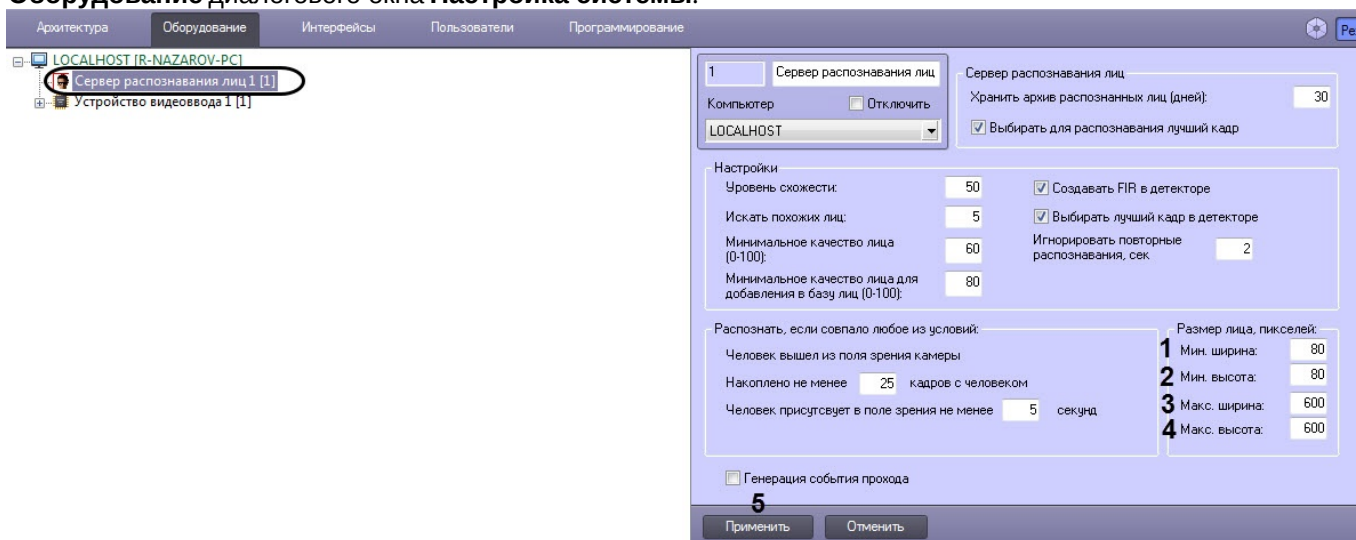 Оборудование диалогового окна Настройка системы.
Архитектура Оборудование Интерфейсы Пользователи Программирование
LOCALHOST [R-NAZAROV-PC]
Сервер распознавания лиц 1 [1]
Устройство видеоввода 1 [1]
1 Сервер распознавания лиц
Компьютер Отключить
LOCALHOST
Сервер распознавания лиц
Хранить архив распознанных лиц (дней): 30
Выбирать для распознавания лучший кадр
Настройки
Уровень схожести: 50
Создавать FIR в детекторе
Искать похожих лиц: 5
Выбирать лучший кадр в детекторе
Минимальное качество лица
(0-100): 60
Игнорировать повторные
распознавания, сек 2
Минимальное качество лица для
добавления в базу лиц (0-100): 80
Распознать, если совпало любое из условий:
Человек вышел из поля зрения камеры
Накоплено не менее 25 кадров с человеком
Человек присутсвует в поле зрения не менее 5 секунд
Размер лица, пикселей:
1 Мин. ширина: 80
2 Мин. высота: 80
3 Макс. ширина: 600
4 Макс. высота: 600
Генерация события прохода
5
Применить Отменить